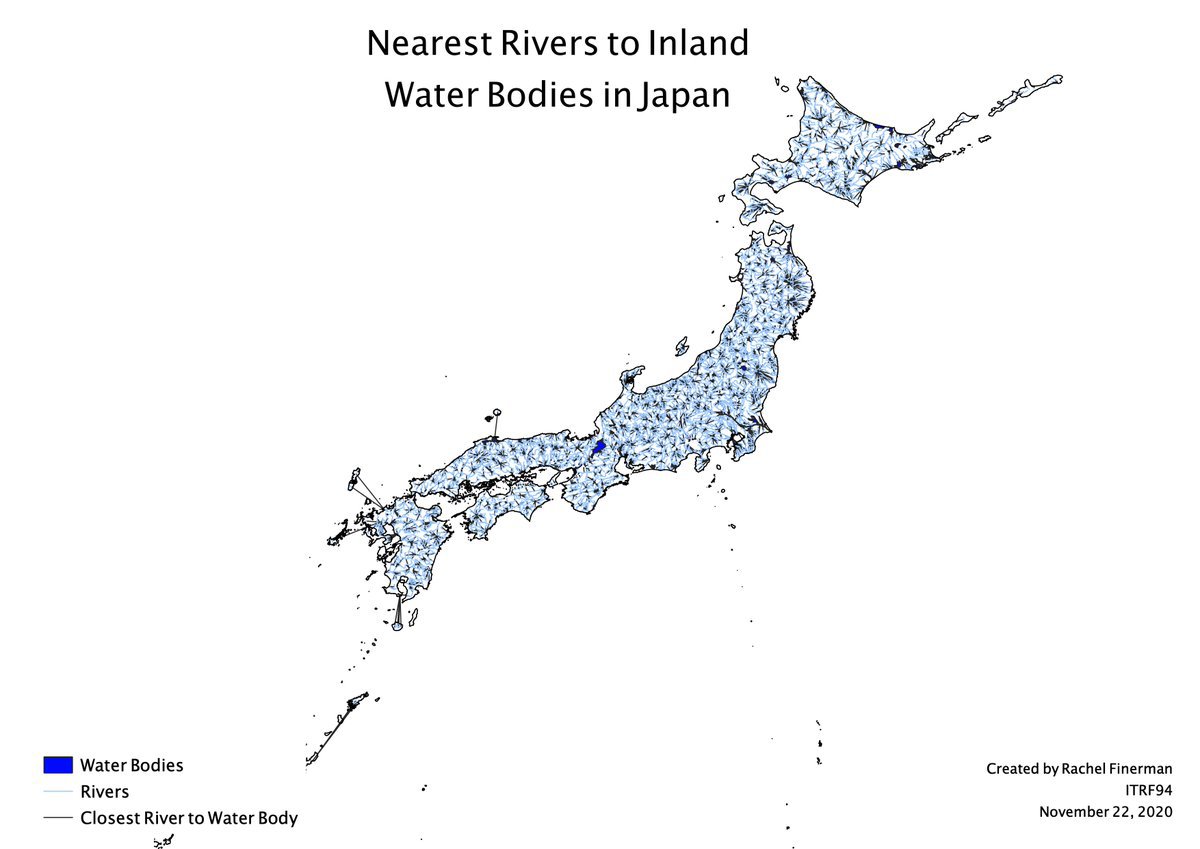 Nearest Rivers to Inland
Water Bodies in Japan
Water Bodies
Rivers
Closest River to Water Body
Created by Rachel Finerman
ITRF94
November 22, 2020